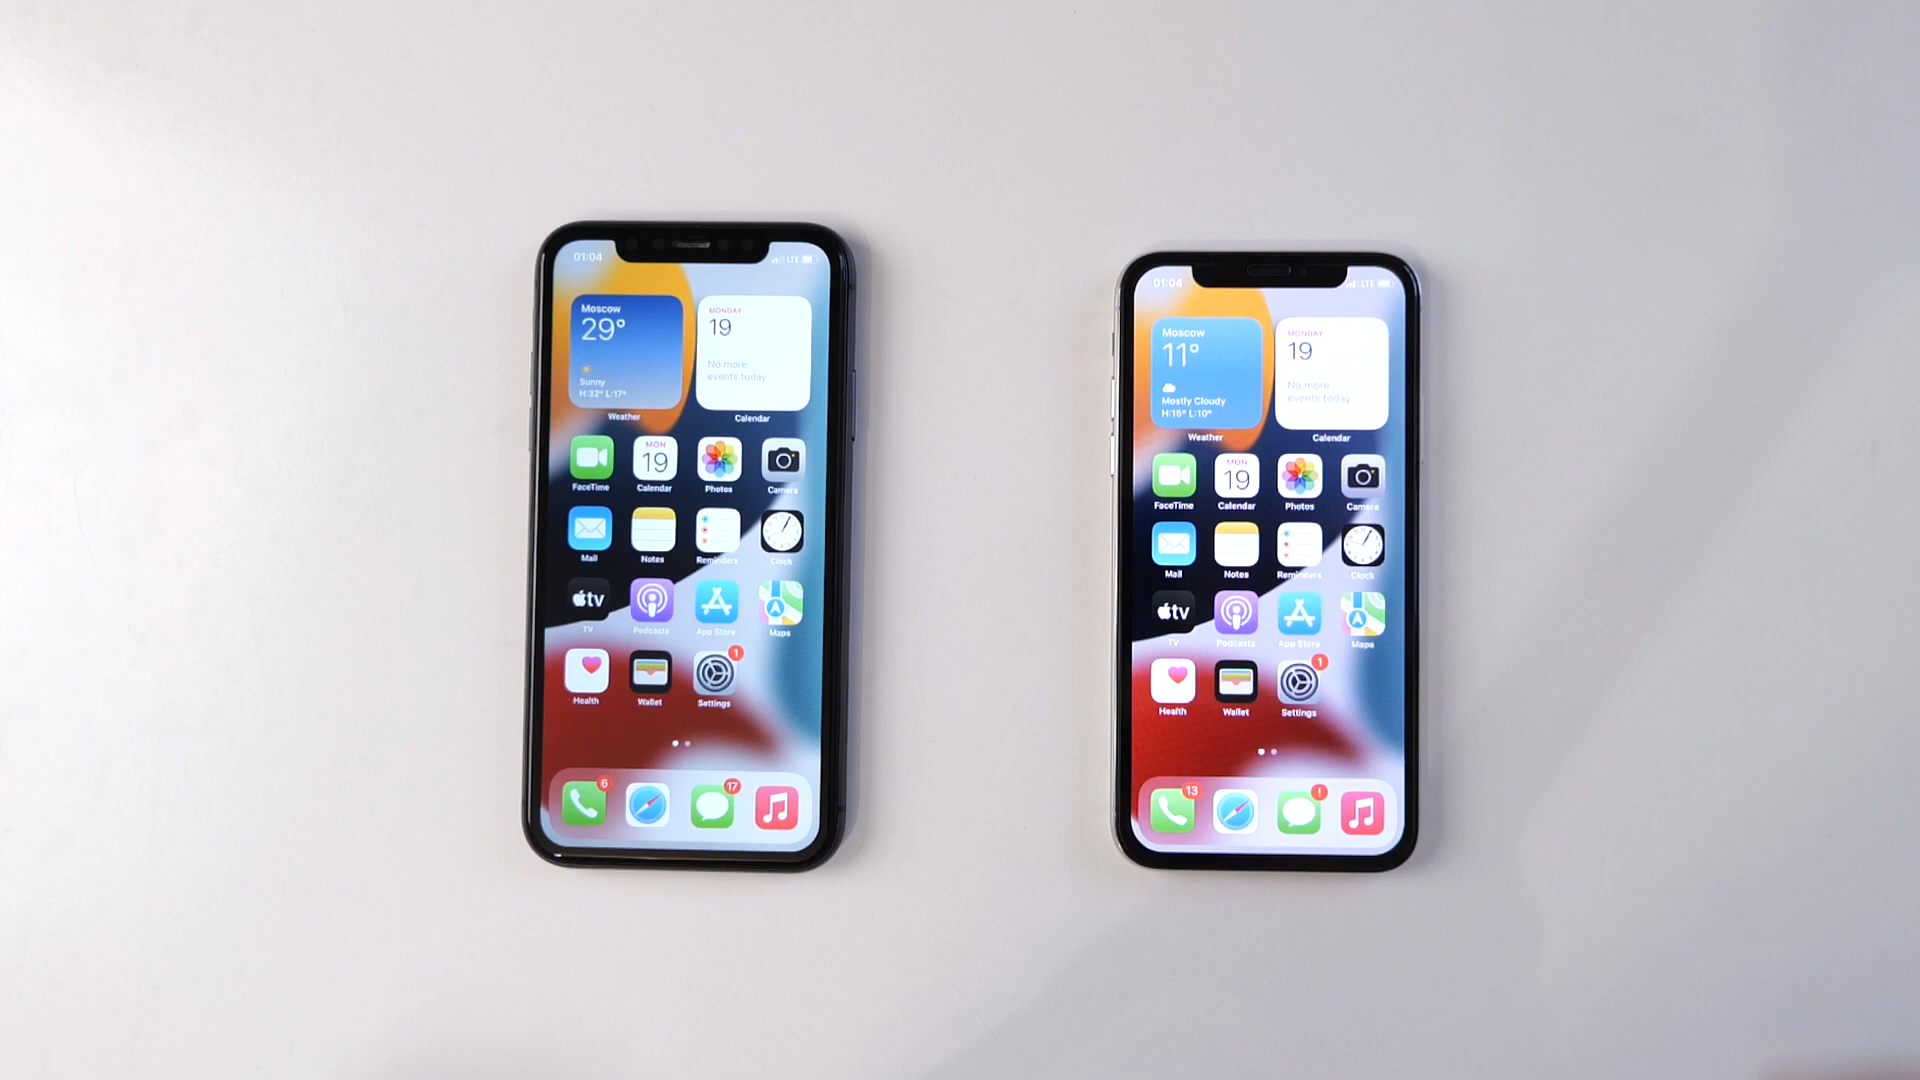 01:04
LTE
Moscow
29°
Sunny
H:32° L:17°
Weather
MONDAY
19
No more
events today
Calendar
FaceTime
MON
19
Calendar
Photos
Camera
Mail
Notes
Reminders
Clock
tv
TV
Podcasts
App Store
Maps
Health
Wallet
1
Settings
6
17
01:04
LTE
Moscow
11°
Mostly Cloudy
H:15° L:10°
Weather
MONDAY
19
No more
events today
Calendar
FaceTime
MON
19
Calendar
Photos
Camera
Mail
Notes
Reminders
Clock
tv
TV
Podcasts
App Store
Maps
Health
Wallet
1
Settings
13
!